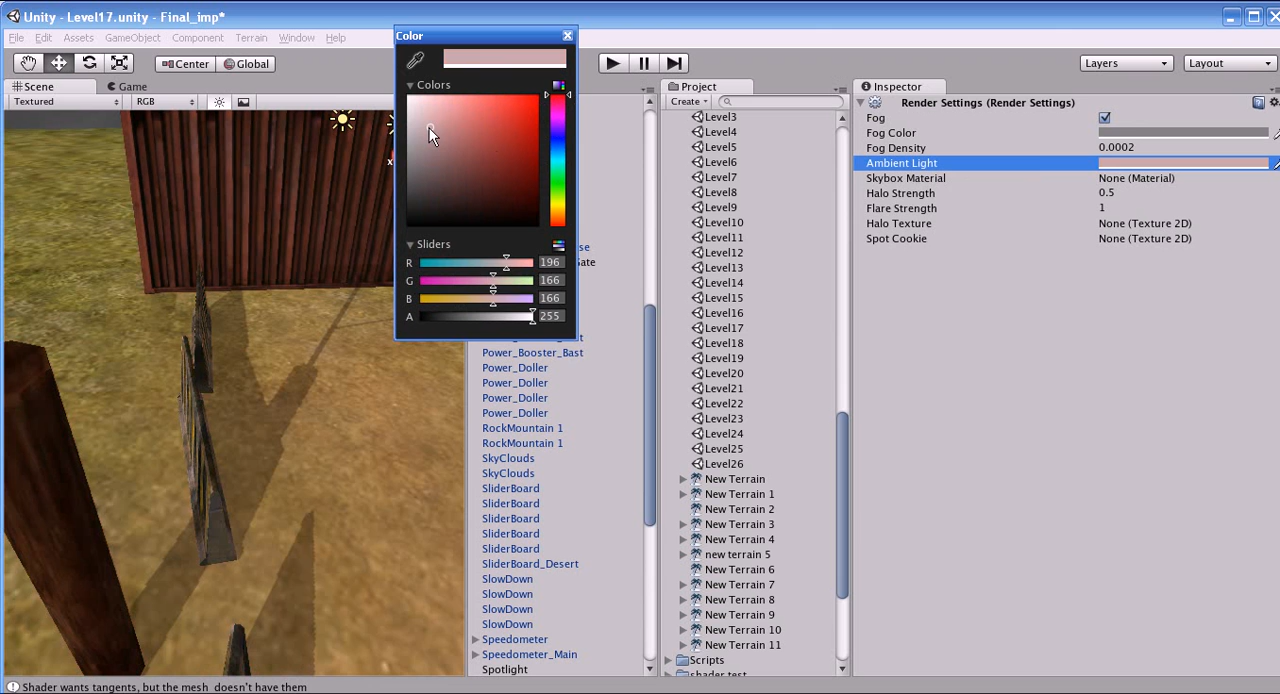 Unity - Level17.unity - Final_imp*
File Edit Assets GameObject Component Terrain Window Help
Center Global Layers Layout
Scene Game
Textured RGB
Color
Colors
Sliders
R 196
G 166
B 166
A 255
se
Gate
Power_Booster_Bast
Power_Doller
Power_Doller
Power_Doller
Power_Doller
RockMountain 1
RockMountain 1
SkyClouds
SkyClouds
SliderBoard
SliderBoard
SliderBoard
SliderBoard
SliderBoard
SliderBoard_Desert
SlowDown
SlowDown
SlowDown
SlowDown
Speedometer
Speedometer_Main
Spotlight
Project
Create
Level3
Level4
Level5
Level6
Level7
Level8
Level9
Level10
Level11
Level12
Level13
Level14
Level15
Level16
Level17
Level18
Level19
Level20
Level21
Level22
Level23
Level24
Level25
Level26
New Terrain
New Terrain 1
New Terrain 2
New Terrain 3
New Terrain 4
new terrain 5
New Terrain 6
New Terrain 7
New Terrain 8
New Terrain 9
New Terrain 10
New Terrain 11
Scripts
shader test
Inspector
Render Settings (Render Settings)
Fog
Fog Color
Fog Density 0.0002
Ambient Light
Skybox Material None (Material)
Halo Strength 0.5
Flare Strength 1
Halo Texture None (Texture 2D)
Spot Cookie None (Texture 2D)
Shader wants tangents, but the mesh doesn't have them